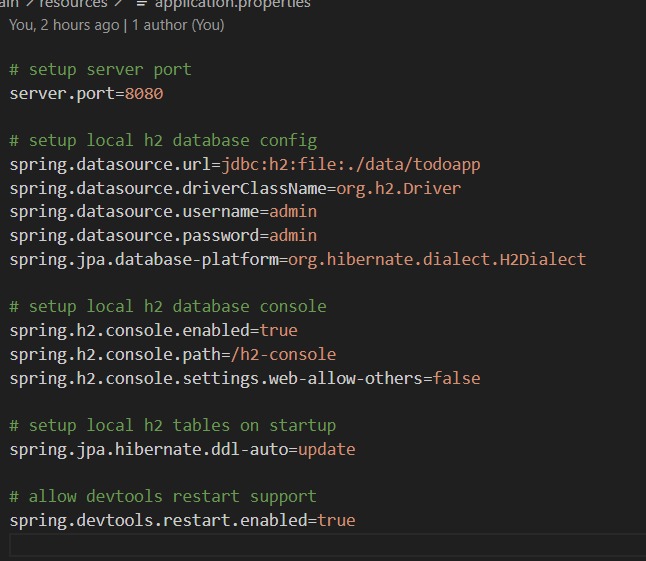 ain > resources > application.properties
You, 2 hours ago | 1 author (You)
# setup server port
server.port=8080
# setup local h2 database config
spring.datasource.url=jdbc:h2:file:./data/todoapp
spring.datasource.driverClassName=org.h2.Driver
spring.datasource.username=admin
spring.datasource.password=admin
spring.jpa.database-platform=org.hibernate.dialect.H2Dialect
# setup local h2 database console
spring.h2.console.enabled=true
spring.h2.console.path=/h2-console
spring.h2.console.settings.web-allow-others=false
# setup local h2 tables on startup
spring.jpa.hibernate.ddl-auto=update
# allow devtools restart support
spring.devtools.restart.enabled=true